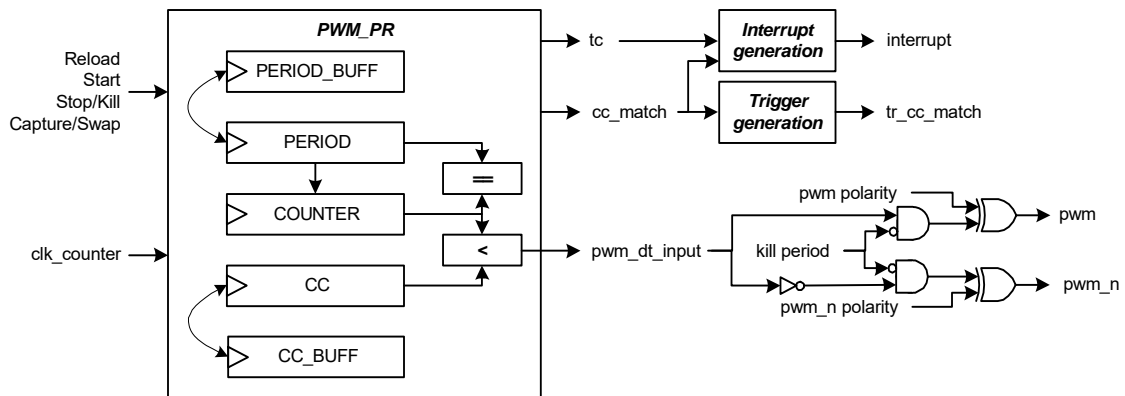 PWM_PR
Reload
Start
Stop/Kill
Capture/Swap
clk_counter
PERIOD_BUFF
PERIOD
COUNTER
CC
CC_BUFF
==
<
tc
cc_match
Interrupt
generation
interrupt
Trigger
generation
tr_cc_match
pwm polarity
pwm
pwm_dt_input
kill period
pwm_n
pwm_n polarity